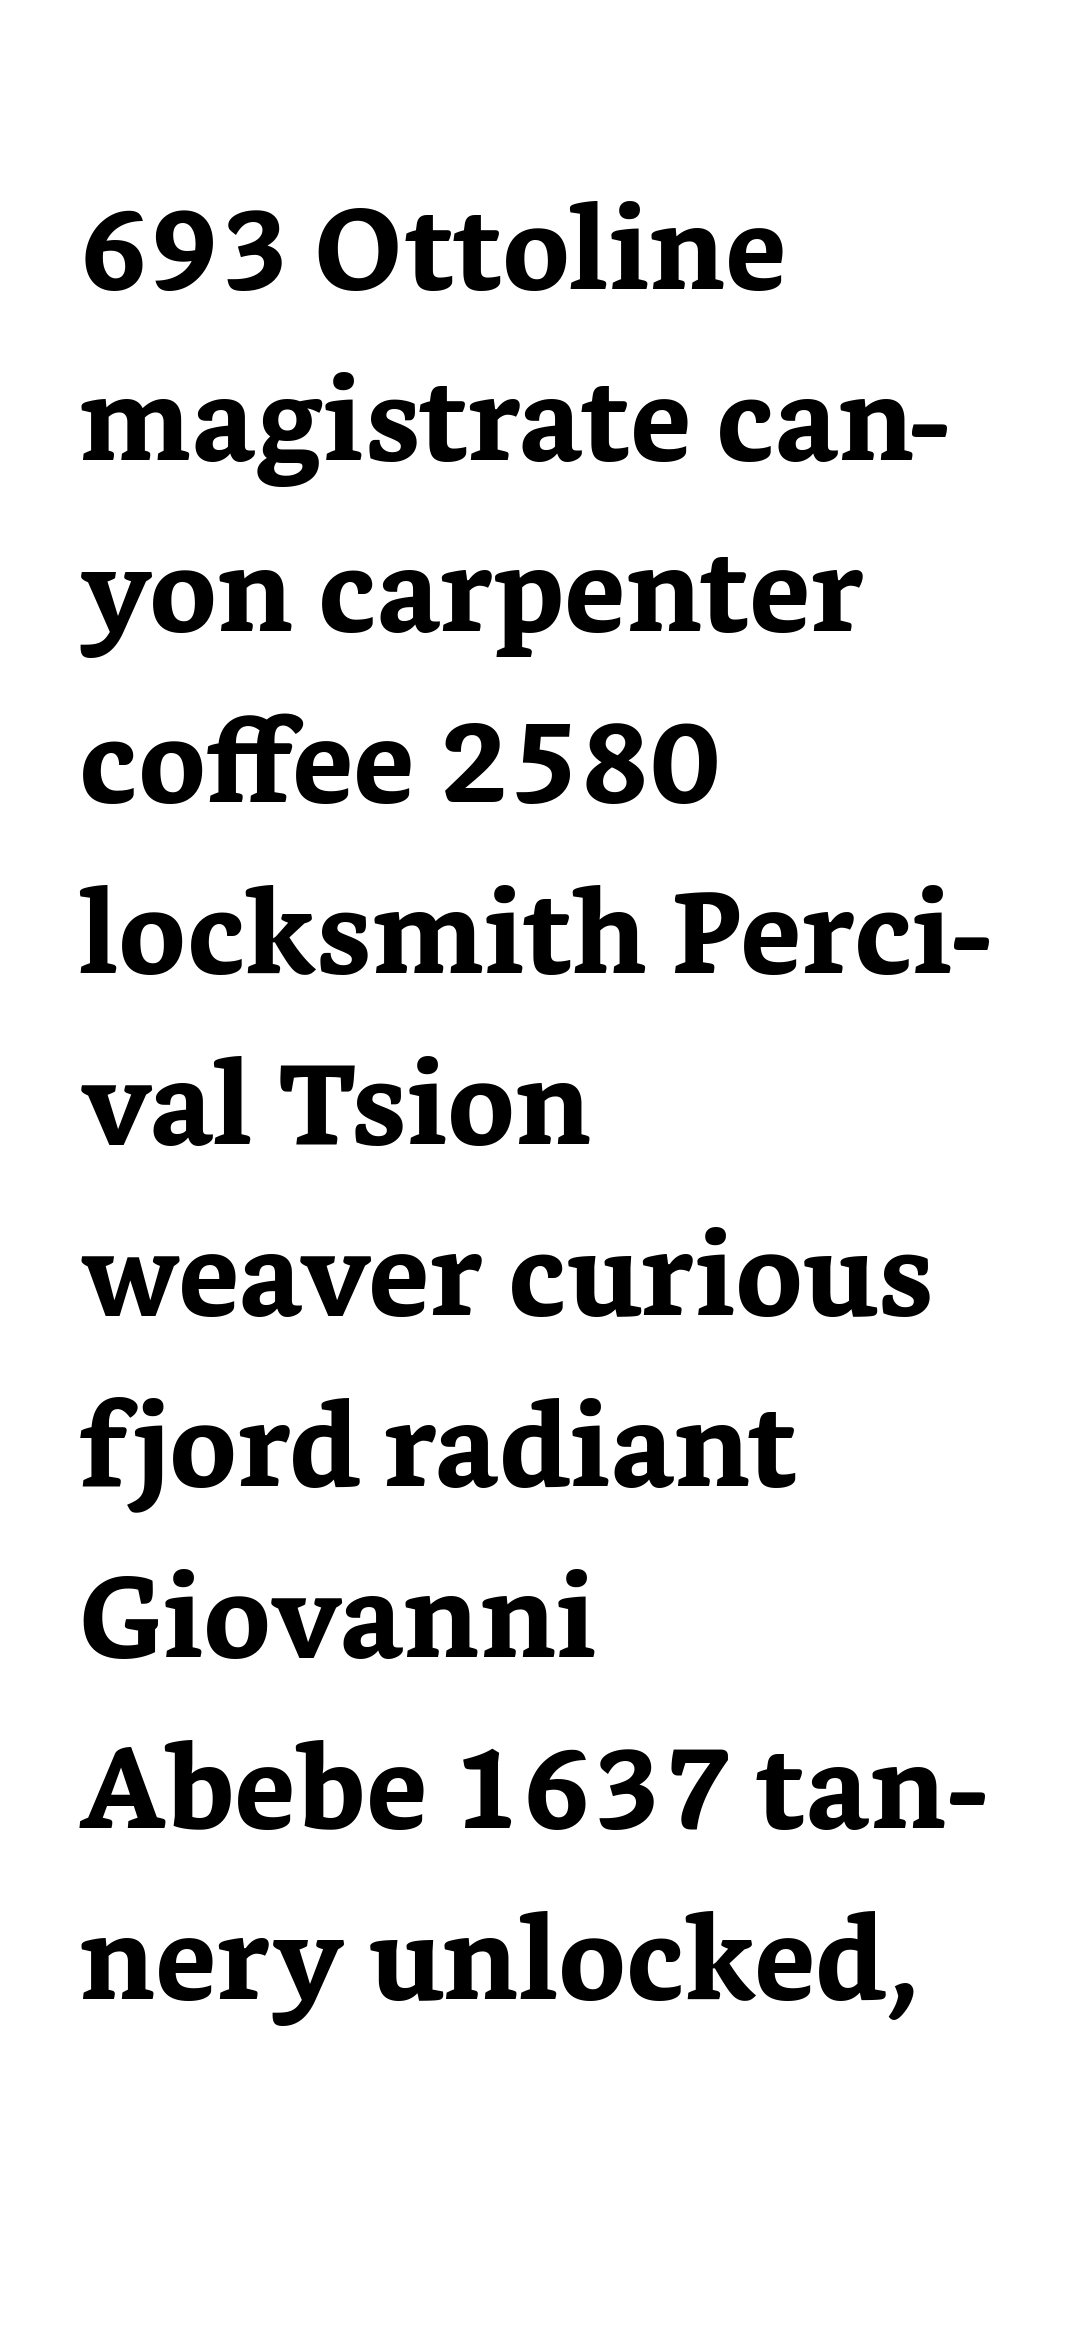 693 Ottoline
magistrate can-
yon carpenter
coffee 2580
locksmith Perci-
val Tsion
weaver curious
fjord radiant
Giovanni
Abebe 1637 tan-
nery unlocked,